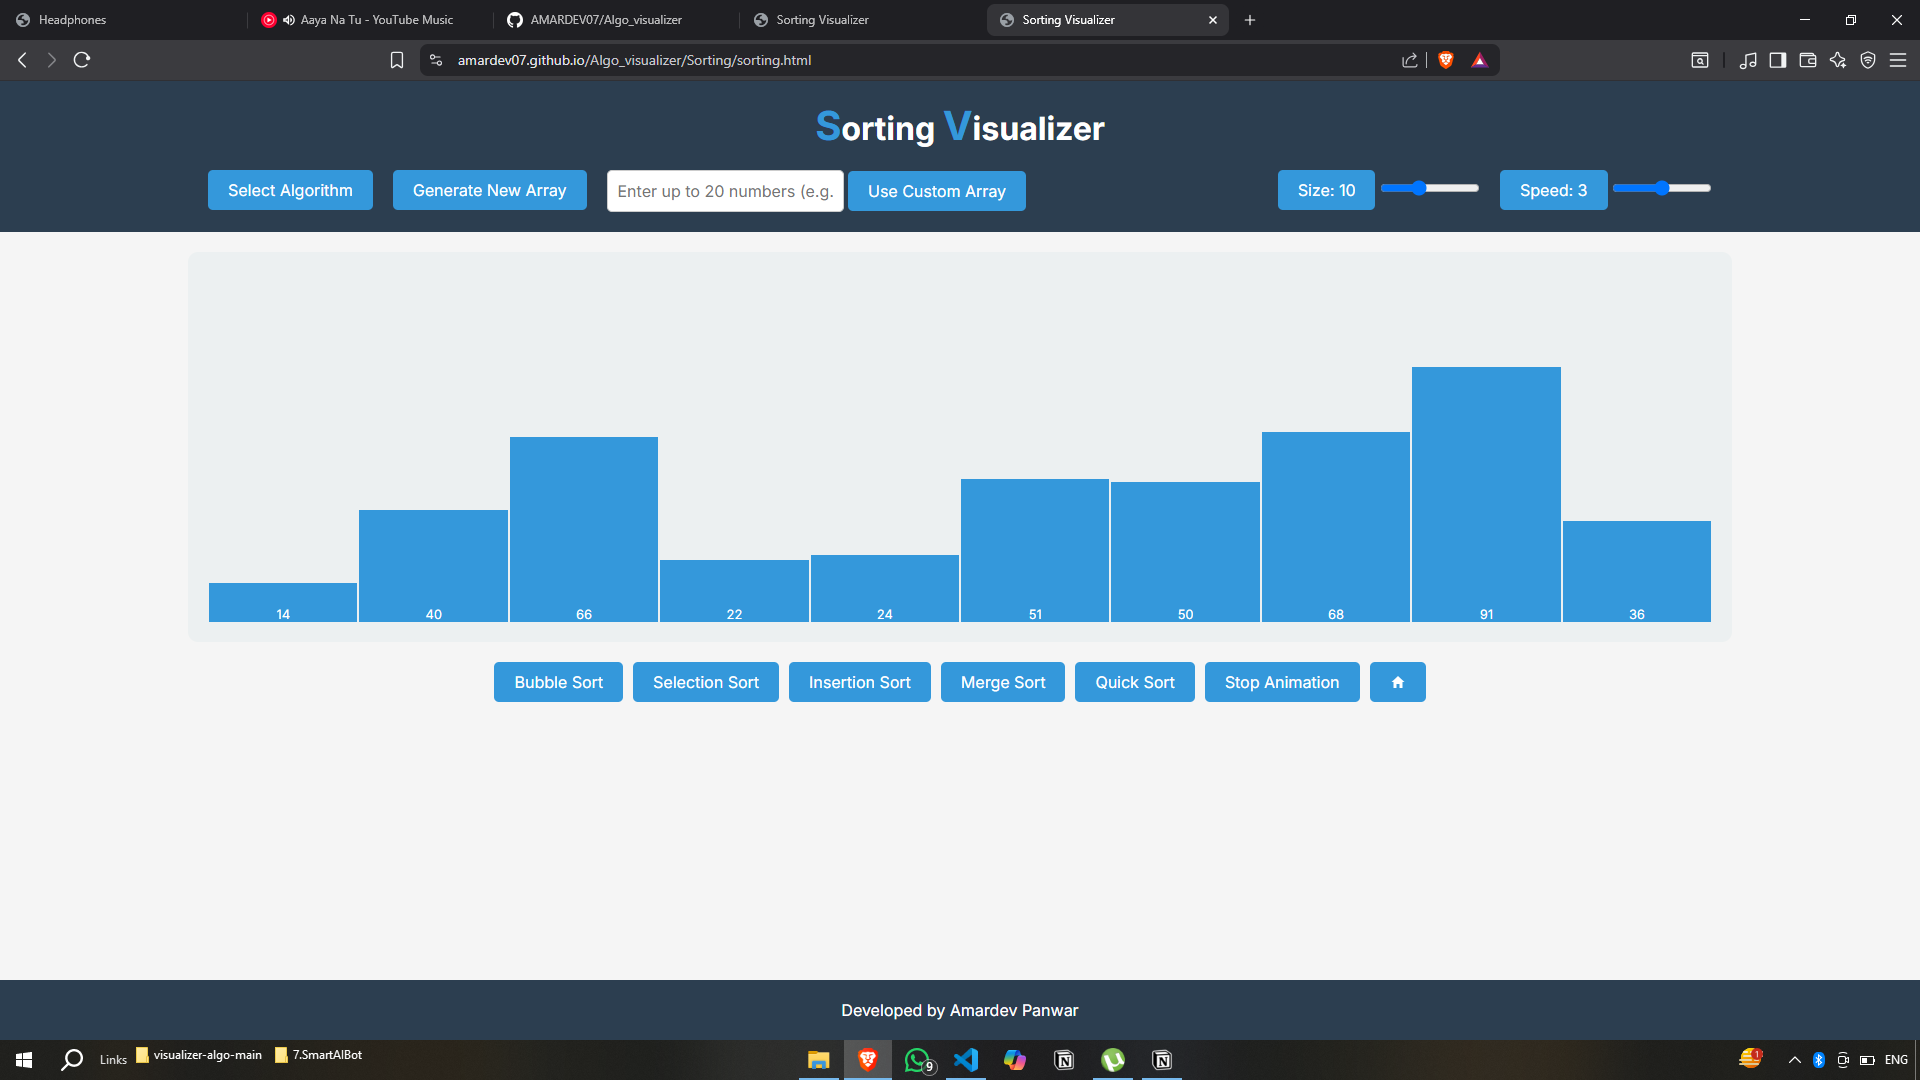 Headphones
Aaya Na Tu - YouTube Music
AMARDEV07/Algo_visualizer
Sorting Visualizer
Sorting Visualizer
amardev07.github.io/Algo_visualizer/Sorting/sorting.html
Sorting Visualizer
Select Algorithm
Generate New Array
Enter up to 20 numbers (e.g.
Use Custom Array
Size: 10
Speed: 3
14
40
66
22
24
51
50
68
91
36
Bubble Sort
Selection Sort
Insertion Sort
Merge Sort
Quick Sort
Stop Animation
Developed by Amardev Panwar
Links
visualizer-algo-main
7.SmartAIBot
9
1
ENG